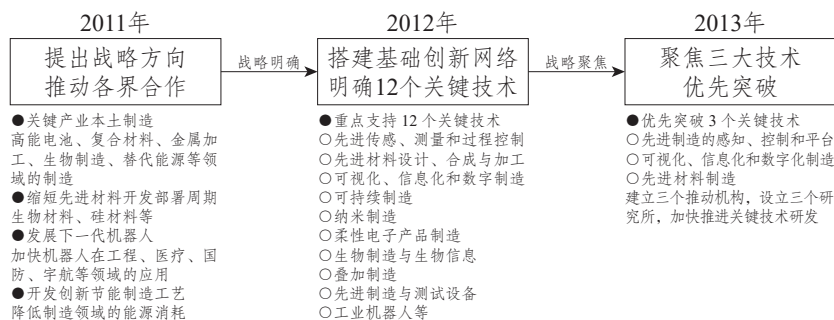 2011年
提出战略方向
推动各界合作
●关键产业本土制造
高能电池、复合材料、金属加
工、生物制造、替代能源等领
域的制造
●缩短先进材料开发部署周期
生物材料、硅材料等
●发展下一代机器人
加快机器人在工程、医疗、国
防、宇航等领域的应用
●开发创新节能制造工艺
降低制造领域的能源消耗
战略明确
2012年
搭建基础创新网络
明确12个关键技术
●重点支持 12 个关键技术
○先进传感、测量和过程控制
○先进材料设计、合成与加工
○可视化、信息化和数字制造
○可持续制造
○纳米制造
○柔性电子产品制造
○生物制造与生物信息
○叠加制造
○先进制造与测试设备
○工业机器人等
战略聚焦
2013年
聚焦三大技术
优先突破
●优先突破 3 个关键技术
○先进制造的感知、控制和平台
○可视化、信息化和数字化制造
○先进材料制造
建立三个推动机构，设立三个研
究所，加快推进关键技术研发